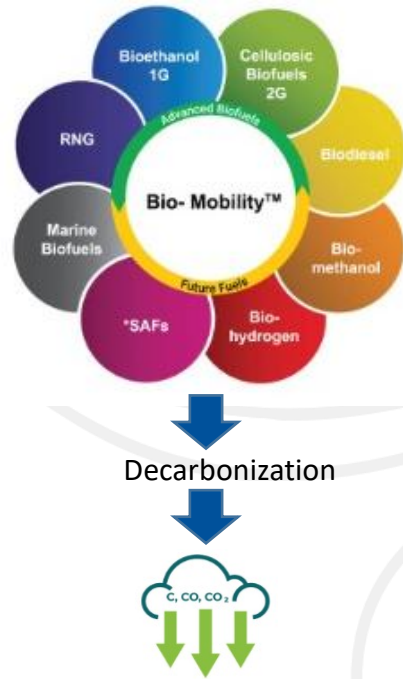 Bioethanol
1G
Cellulosic
Biofuels
2G
RNG
Advanced Biofuels
Biodiesel
Bio- Mobility™
Marine
Biofuels
Bio-
methanol
Future Fuels
*SAFs
Bio-
hydrogen
Decarbonization
C, CO, CO₂